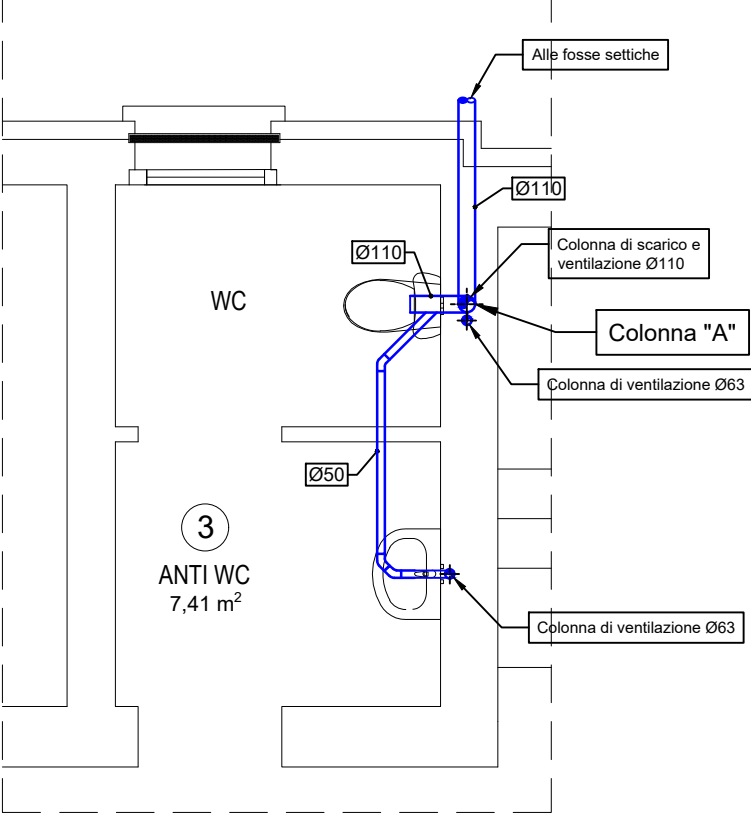 Alle fosse settiche
Ø110
Colonna di scarico e
ventilazione Ø110
Ø110
WC
Colonna "A"
Colonna di ventilazione Ø63
Ø50
3
ANTI WC
7,41 m²
Colonna di ventilazione Ø63